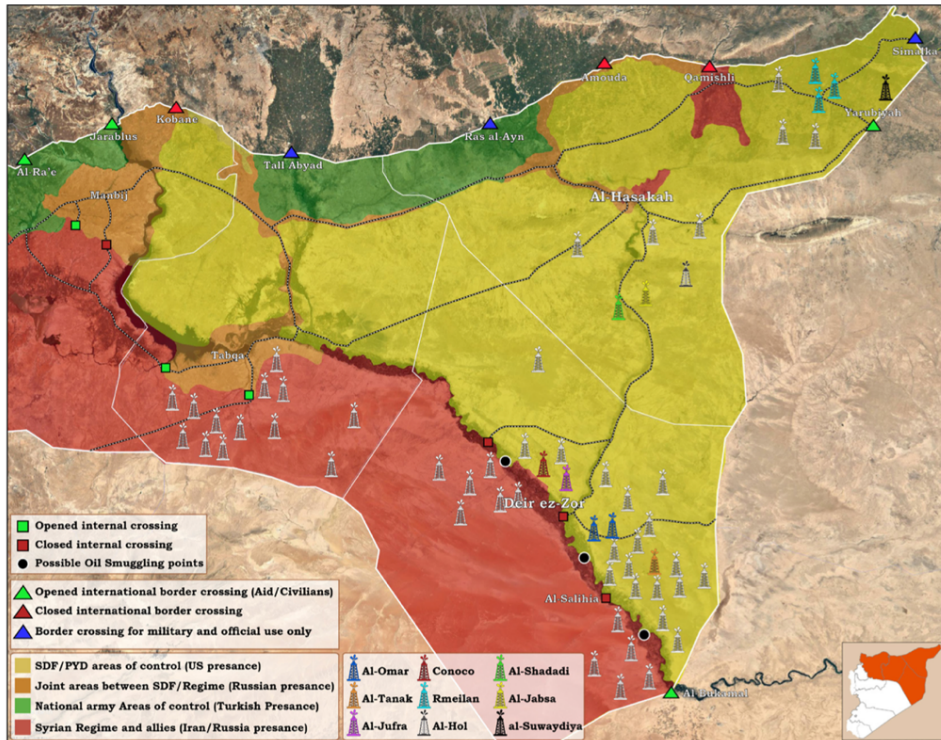 Simalka
Amouda
Qamishli
Kobane
Jarablus
Yarubiyah
Ras al-Ayn
Tall Abyad
Al-Ra'e
Manbij
Al-Hasakah
Tabqa
Deir ez-Zor
Al-Salihia
Al-Bukamal
Opened internal crossing
Closed internal crossing
Possible Oil Smuggling points
Opened international border crossing (Aid/Civilians)
Closed international border crossing
Border crossing for military and official use only
SDF/PYD areas of control (US presance)
Joint areas between SDF/Regime (Russian presance)
National army Areas of control (Turkish Presance)
Syrian Regime and allies (Iran/Russia presance)
Al-Omar
Conoco
Al-Shadadi
Al-Tanak
Rmeilan
Al-Jabsa
Al-Jufra
Al-Hol
al-Suwaydiya